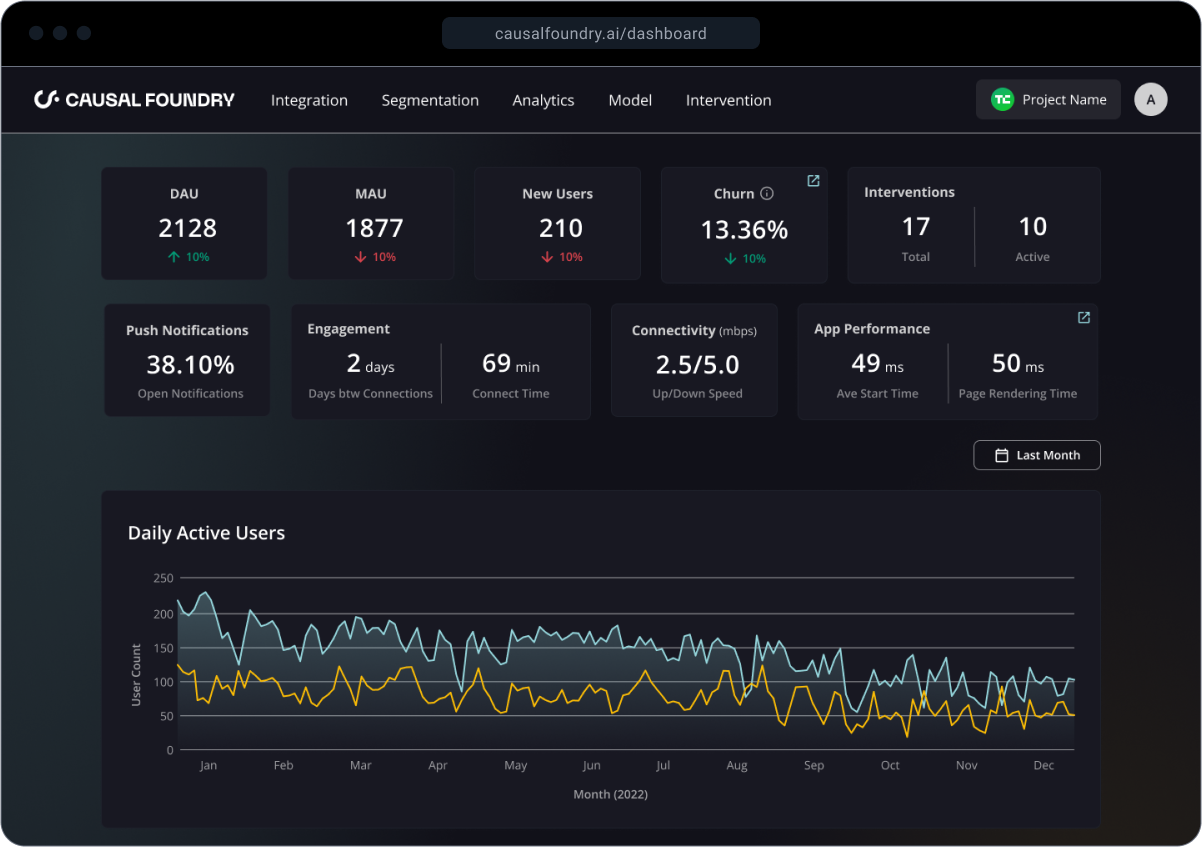 causalfoundry.ai/dashboard
CAUSAL FOUNDRY
Integration
Segmentation
Analytics
Model
Intervention
TC
Project Name
A
DAU
2128
10%
MAU
1877
10%
New Users
210
10%
Churn
13.36%
10%
Interventions
17
Total
10
Active
Push Notifications
38.10%
Open Notifications
Engagement
2 days
Days btw Connections
69 min
Connect Time
Connectivity (mbps)
2.5/5.0
Up/Down Speed
App Performance
49 ms
Ave Start Time
50 ms
Page Rendering Time
Last Month
Daily Active Users
250
200
150
100
50
0
User Count
Jan
Feb
Mar
Apr
May
Jun
Jul
Aug
Sep
Oct
Nov
Dec
Month (2022)